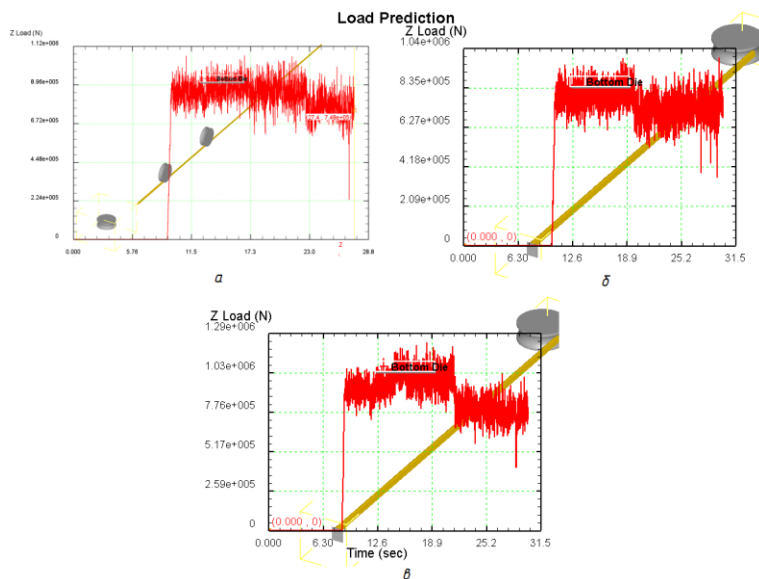 Load Prediction
Z Load (N)
1.12e+006
8.96e+005
6.72e+005
4.48e+005
2.24e+005
0
Bottom Die
Z
0.000 5.76 11.5 17.3 23.0 28.8
а
Z Load (N)
1.04e+006
8.35e+005
6.27e+005
4.18e+005
2.09e+005
0
Bottom Die
(0.000 , 0)
0.000 6.30 12.6 18.9 25.2 31.5
б
Z Load (N)
1.29e+006
1.03e+006
7.76e+005
5.17e+005
2.59e+005
0
Bottom Die
(0.000 , 0)
0.000 6.30 12.6 18.9 25.2 31.5
Time (sec)
в